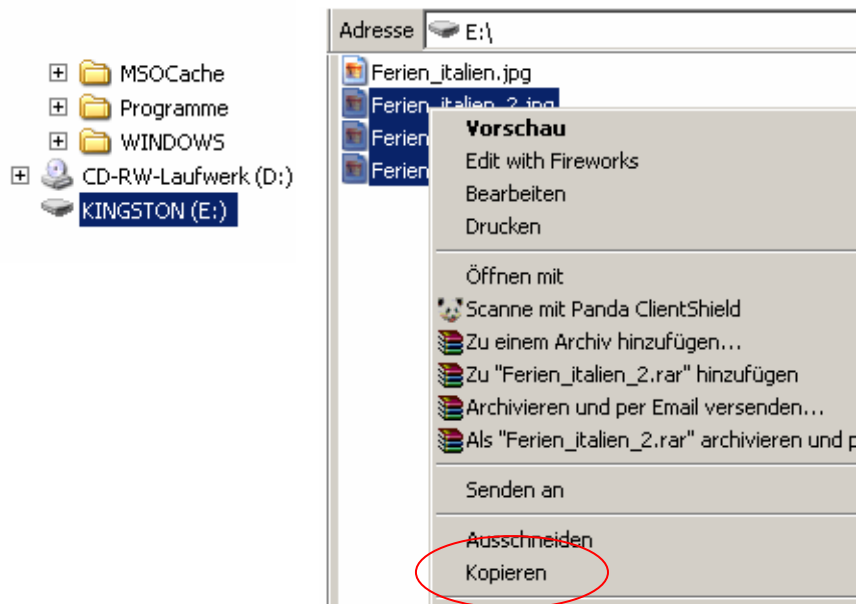 MSOCache
Programme
WINDOWS
CD-RW-Laufwerk (D:)
KINGSTON (E:)
Adresse E:\
Ferien_italien.jpg
Ferien_italien_2.jpg
Ferien
Ferien
Vorschau
Edit with Fireworks
Bearbeiten
Drucken
Öffnen mit
Scanne mit Panda ClientShield
Zu einem Archiv hinzufügen...
Zu "Ferien_italien_2.rar" hinzufügen
Archivieren und per Email versenden...
Als "Ferien_italien_2.rar" archivieren und p
Senden an
Ausschneiden
Kopieren